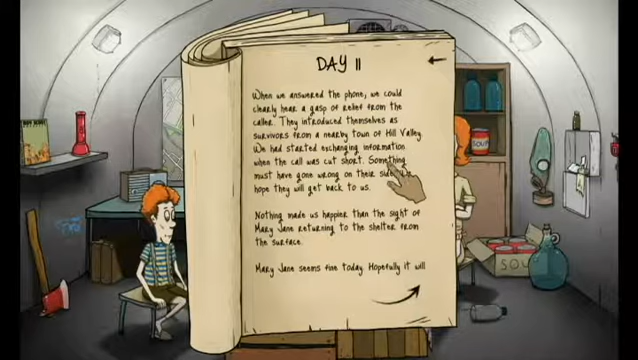 DAY 11
When we answered the phone, we could
clearly hear a gasp of relief from the
caller. They introduced themselves as
survivors from a nearby town of Hill Valley.
We had started exchanging information
when the call was cut short. Something
must have gone wrong on their side.
hope they will get back to us.
Nothing made us happier than the sight of
Mary Jane returning to the shelter from
the surface.
Mary Jane seems fine today. Hopefully it will
SOUP
SOU